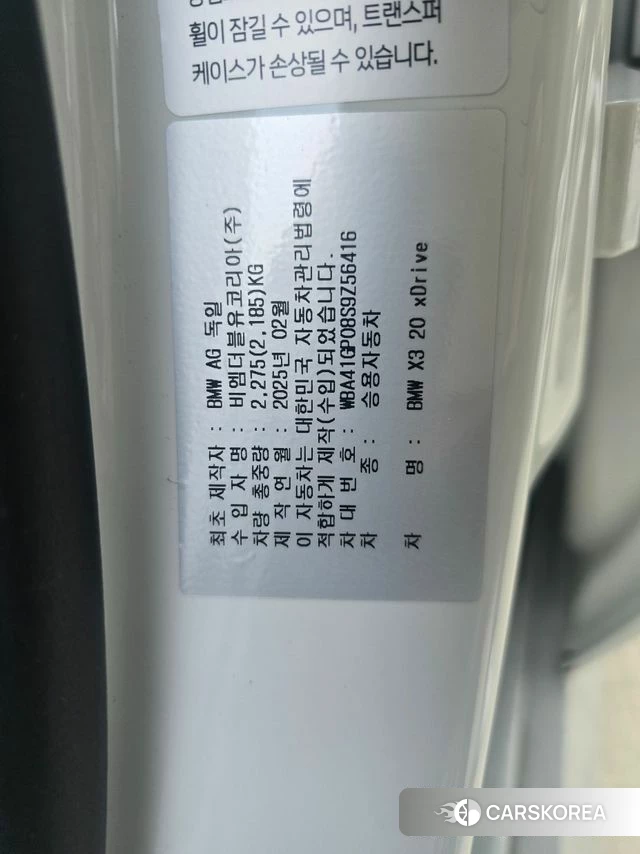 휠이 잠길 수 있으며, 트랜스퍼
케이스가 손상될 수 있습니다.
최초 제작자 : BMW AG 독일
수 입 자 명 : 비엠더블유코리아(주)
차량 총중량 : 2,275(2,185)KG
제 작 연 월 : 2025년 02월
이 자동차는 대한민국 자동차관리법령에
적합하게 제작(수입)되었습니다.
차 대 번 호 : WBA41GP08S9Z56416
차 종 : 승용자동차
차 명 : BMW X3 20 xDrive
CARSKOREA